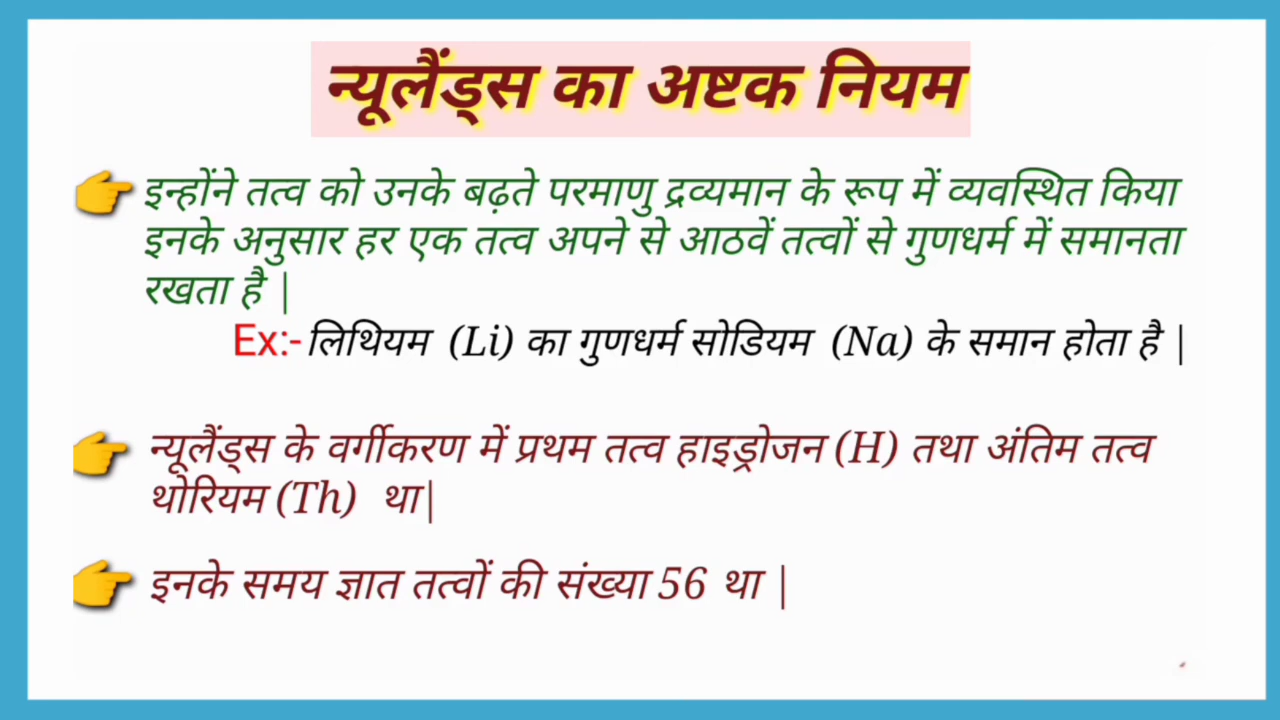 न्यूलैंड्स का अष्टक नियम
इन्होंने तत्व को उनके बढ़ते परमाणु द्रव्यमान के रूप में व्यवस्थित किया
इनके अनुसार हर एक तत्व अपने से आठवें तत्वों से गुणधर्म में समानता
रखता है |
Ex:- लिथियम (Li) का गुणधर्म सोडियम (Na) के समान होता है |
न्यूलैंड्स के वर्गीकरण में प्रथम तत्व हाइड्रोजन (H) तथा अंतिम तत्व
थोरियम (Th) था|
इनके समय ज्ञात तत्वों की संख्या 56 था |